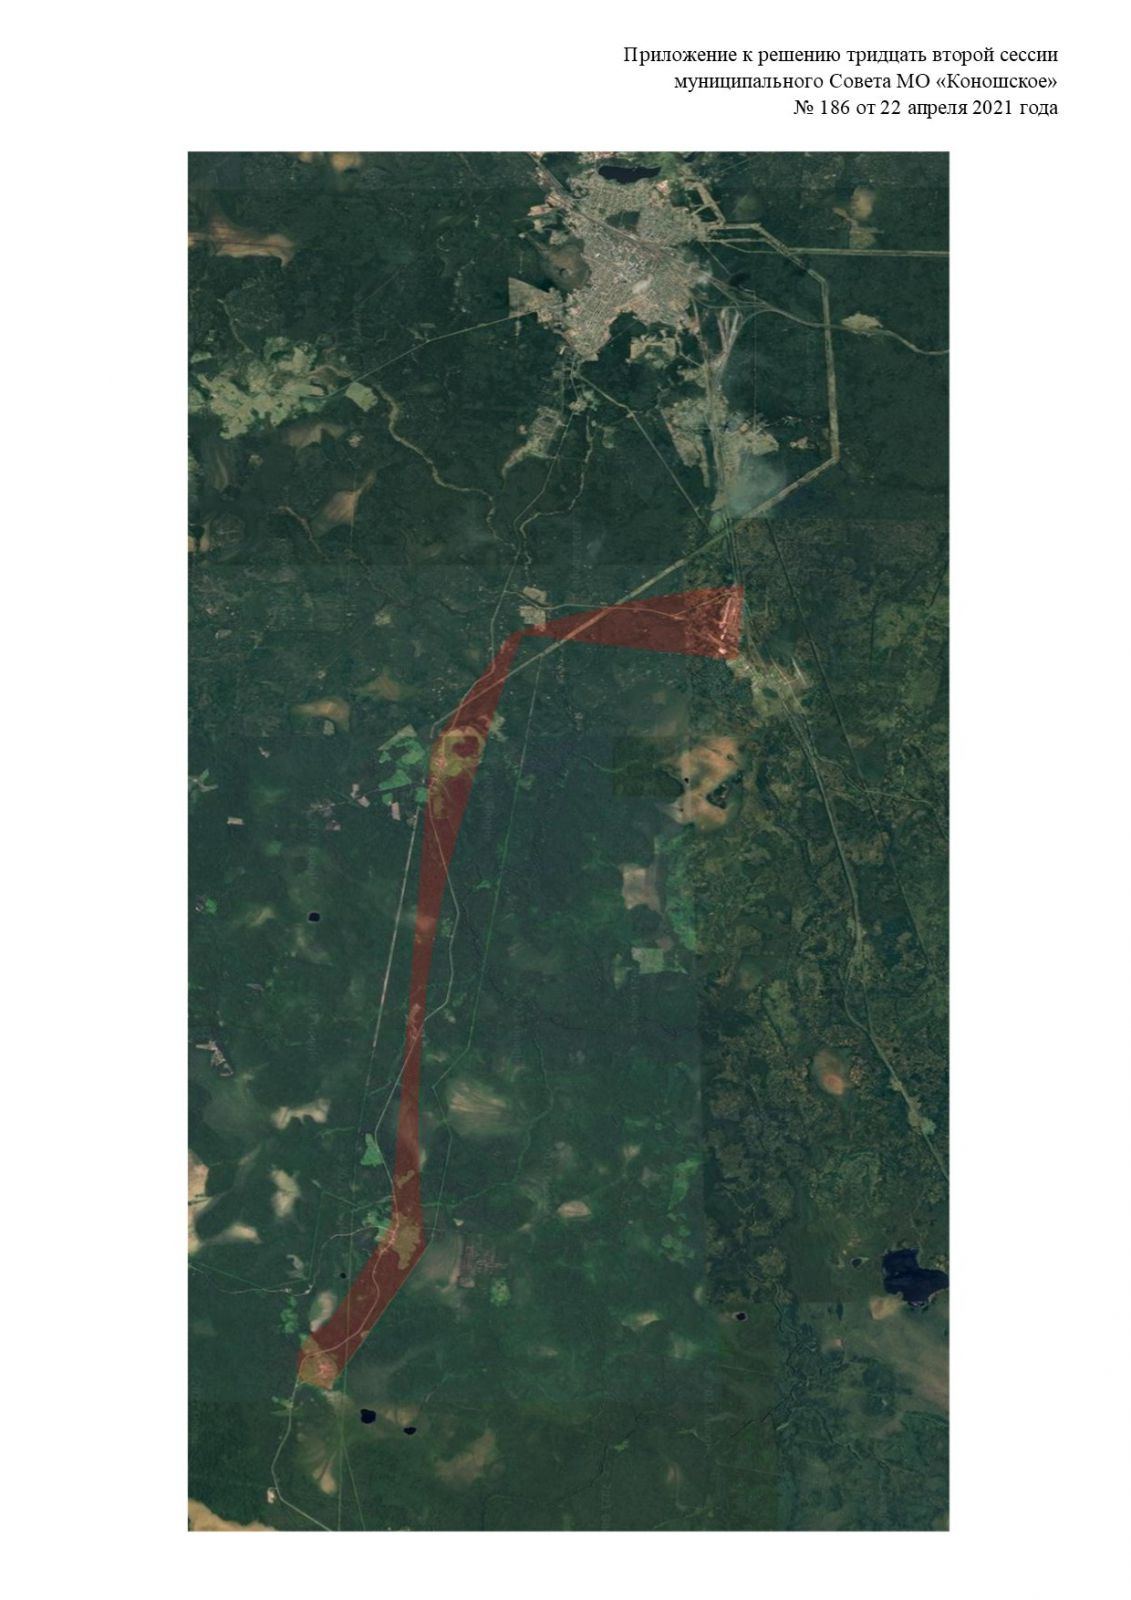 Приложение к решению тридцать второй сессии
муниципального Совета МО «Коношское»
№ 186 от 22 апреля 2021 года